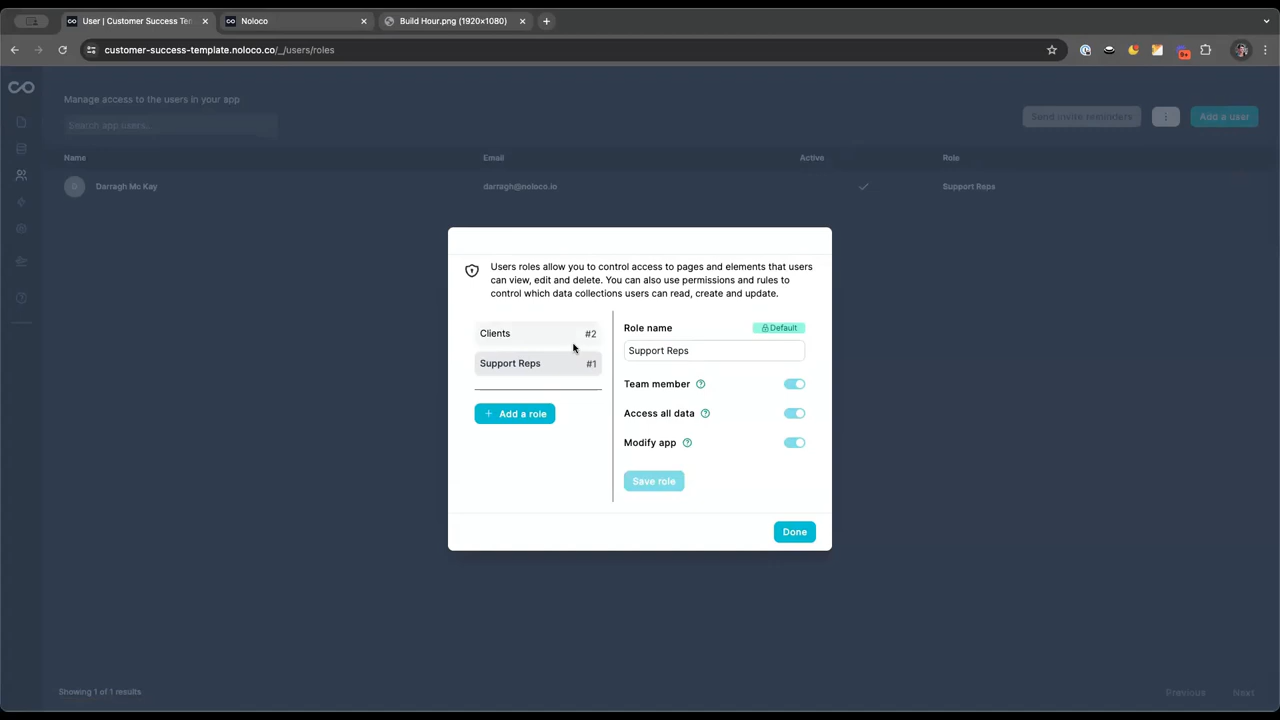 User | Customer Success Ten
Noloco
Build Hour.png (1920×1080)
customer-success-template.noloco.co/_/users/roles
9+
Manage access to the users in your app
Search app users...
Send invite reminders
Add a user
Name
Email
Active
Role
D
Darragh Mc Kay
darragh@noloco.io
Support Reps
Users roles allow you to control access to pages and elements that users
can view, edit and delete. You can also use permissions and rules to
control which data collections users can read, create and update.
Clients #2
Support Reps #1
+ Add a role
Role name
Default
Support Reps
Team member
Access all data
Modify app
Save role
Done
Showing 1 of 1 results
Previous
Next